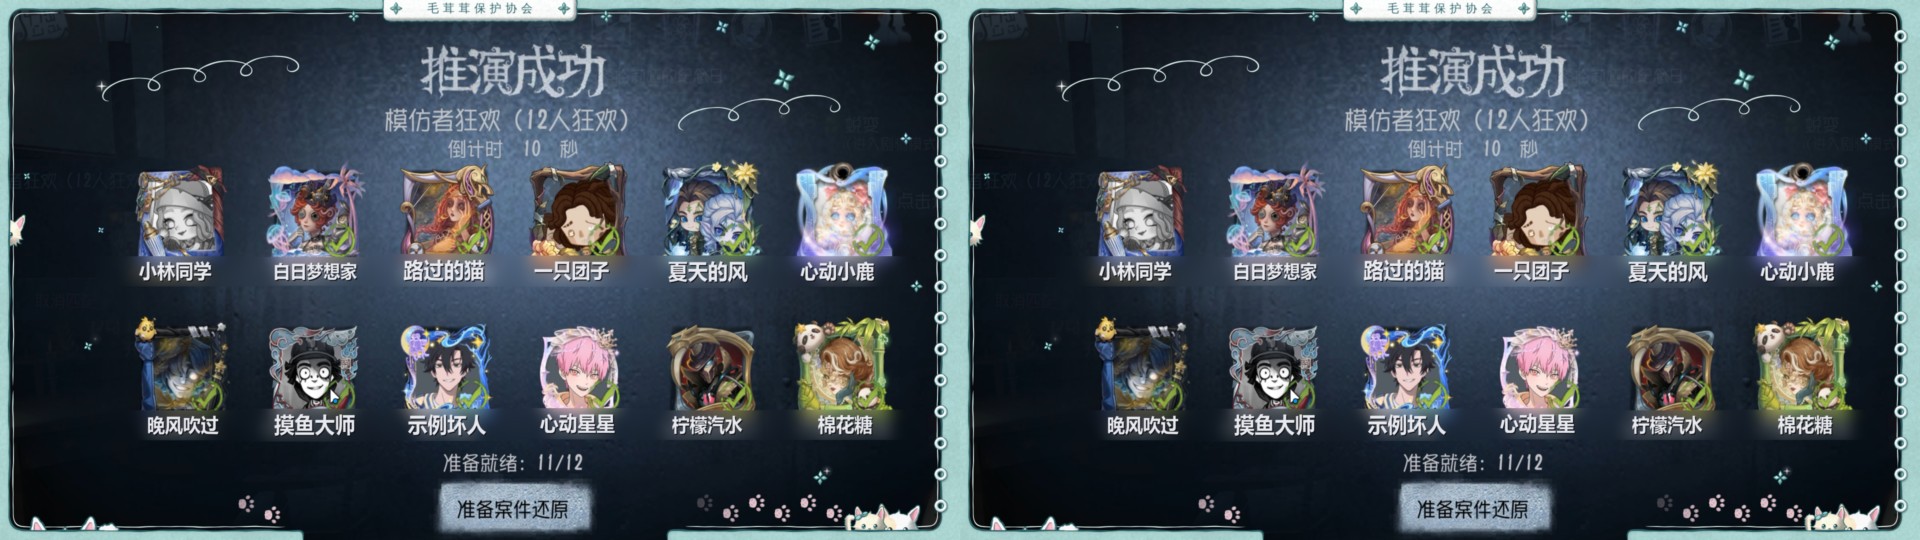 毛茸茸保护协会
推演成功
模仿者狂欢（12人狂欢）
倒计时 10 秒
小林同学 白日梦想家 路过的猫 一只团子 夏天的风 心动小鹿
晚风吹过 摸鱼大师 示例坏人 心动星星 柠檬汽水 棉花糖
准备就绪：11/12
准备案件还原
毛茸茸保护协会
推演成功
模仿者狂欢（12人狂欢）
倒计时 10 秒
小林同学 白日梦想家 路过的猫 一只团子 夏天的风 心动小鹿
晚风吹过 摸鱼大师 示例坏人 心动星星 柠檬汽水 棉花糖
准备就绪：11/12
准备案件还原